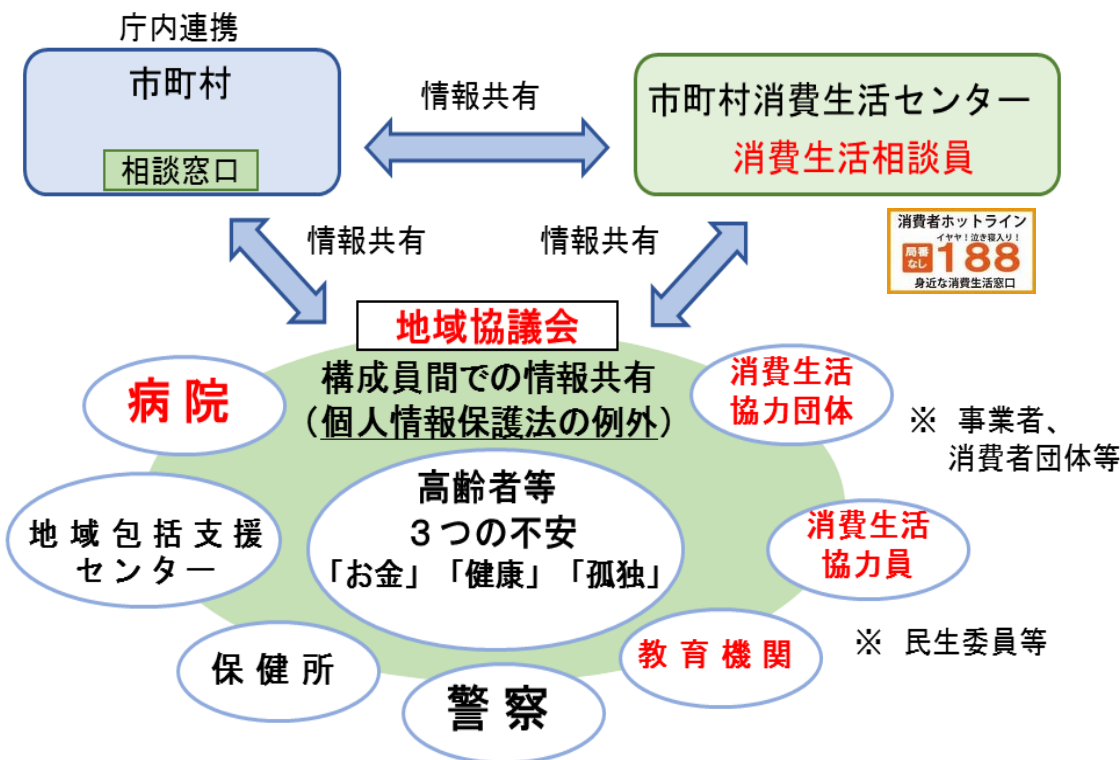 庁内連携
市町村
相談窓口
情報共有
市町村消費生活センター
消費生活相談員
消費者ホットライン
イヤヤ!泣き寝入り!
局番
なし
188
身近な消費生活窓口
情報共有
情報共有
地域協議会
構成員間での情報共有
(個人情報保護法の例外)
病院
消費生活
協力団体
※ 事業者、
消費者団体等
高齢者等
3つの不安
「お金」「健康」「孤独」
地域包括支援
センター
消費生活
協力員
※ 民生委員等
保健所
教育機関
警察